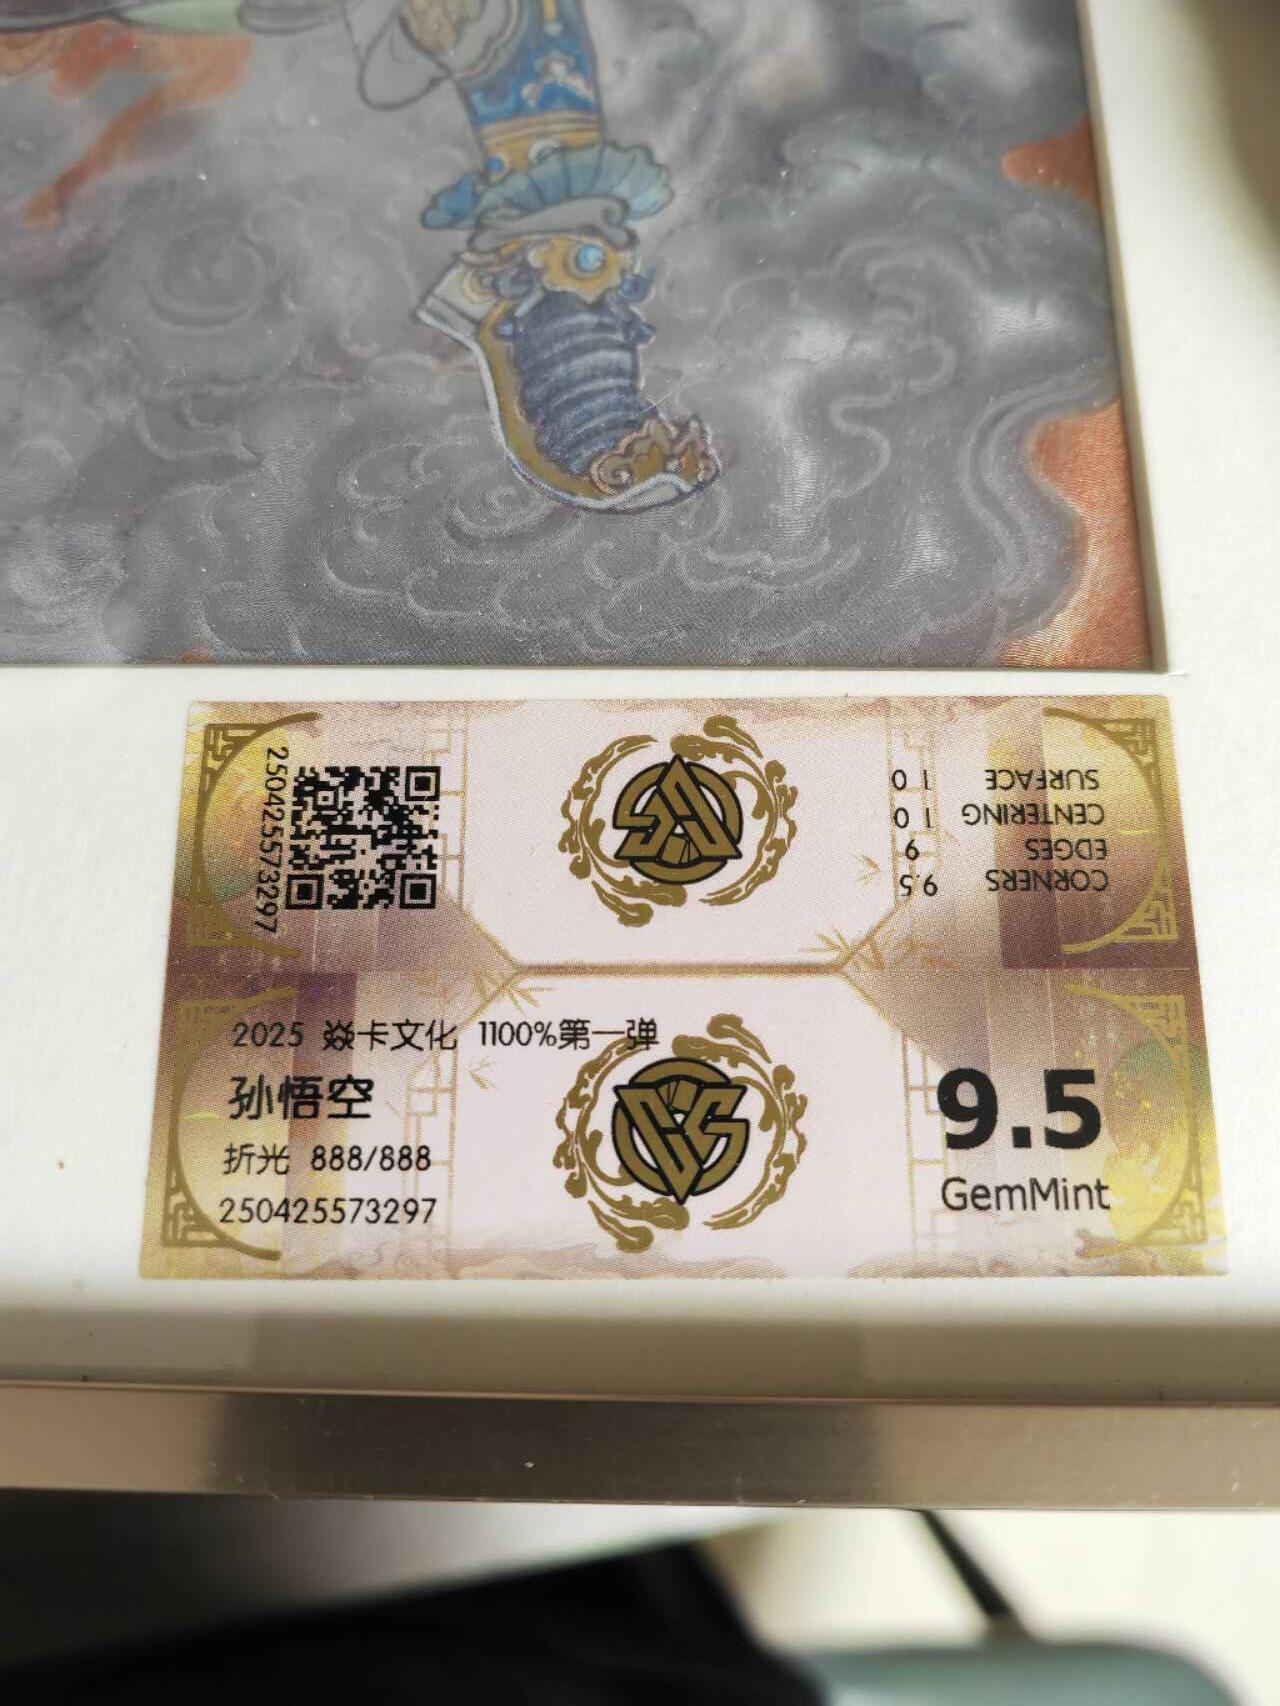 250425573297
SURFACE 10
CENTERING 10
EDGES 9
CORNERS 9.5
2025 焱卡文化 1100%第一弹
孙悟空
折光 888/888
250425573297
9.5
GemMint